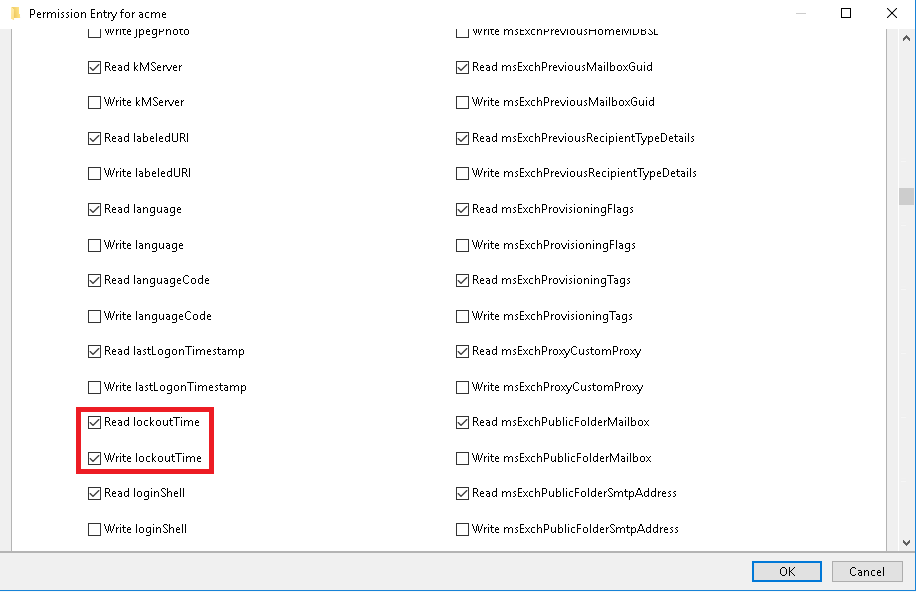 Permission Entry for acme
Write jpegPhoto
Write msExchPreviousHomeMDBSL
Read kMServer
Read msExchPreviousMailboxGuid
Write kMServer
Write msExchPreviousMailboxGuid
Read labeledURI
Read msExchPreviousRecipientTypeDetails
Write labeledURI
Write msExchPreviousRecipientTypeDetails
Read language
Read msExchProvisioningFlags
Write language
Write msExchProvisioningFlags
Read languageCode
Read msExchProvisioningTags
Write languageCode
Write msExchProvisioningTags
Read lastLogonTimestamp
Read msExchProxyCustomProxy
Write lastLogonTimestamp
Write msExchProxyCustomProxy
Read lockoutTime
Read msExchPublicFolderMailbox
Write lockoutTime
Write msExchPublicFolderMailbox
Read loginShell
Read msExchPublicFolderSmtpAddress
Write loginShell
Write msExchPublicFolderSmtpAddress
OK
Cancel